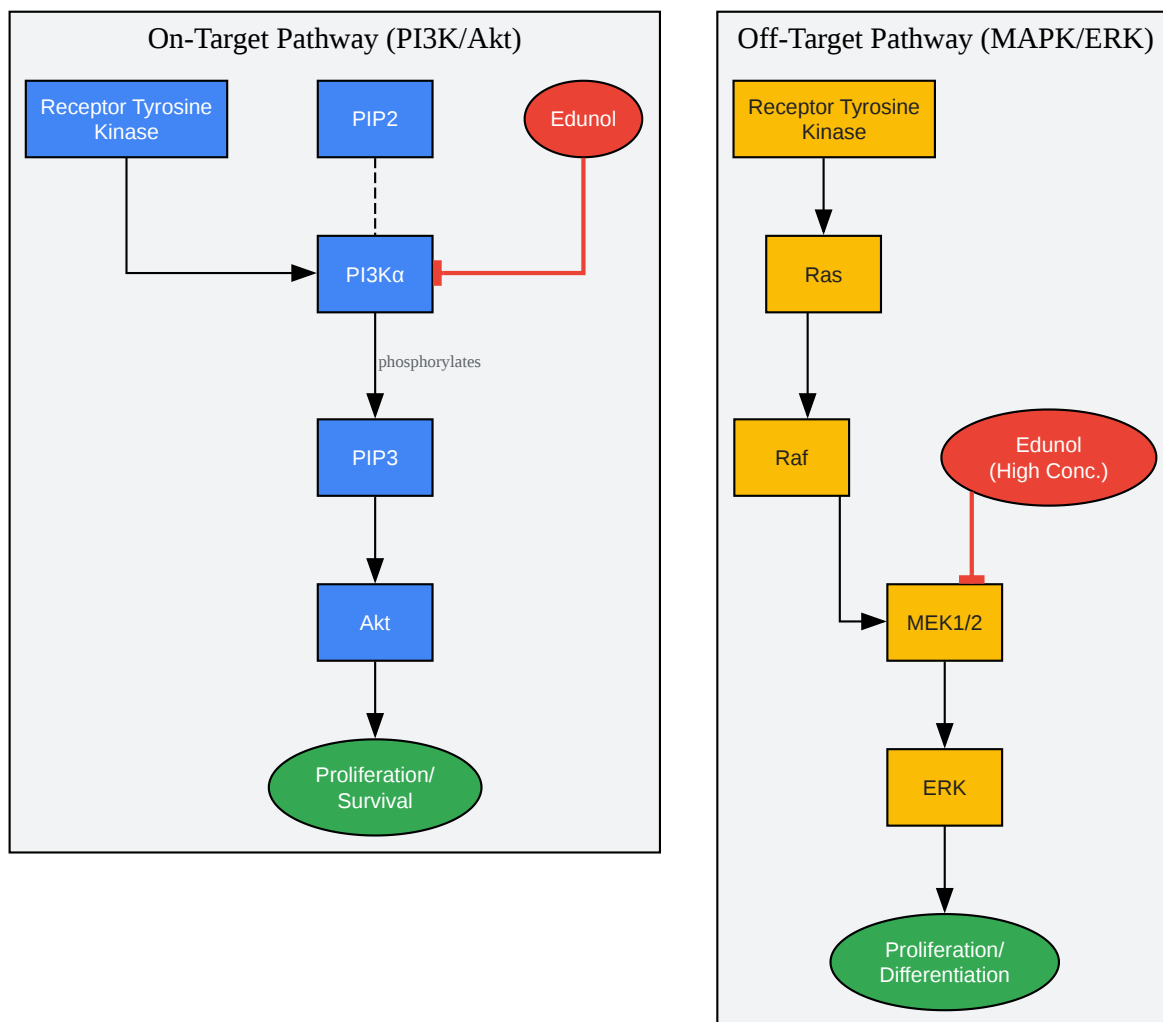 On-Target Pathway (PI3K/Akt)
Receptor Tyrosine
Kinase
PIP2
Edunol
PI3Kα
phosphorylates
PIP3
Akt
Proliferation/
Survival
Off-Target Pathway (MAPK/ERK)
Receptor Tyrosine
Kinase
Ras
Raf
Edunol
(High Conc.)
MEK1/2
ERK
Proliferation/
Differentiation